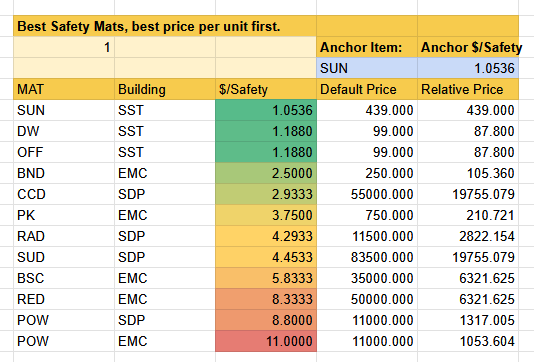 Best Safety Mats, best price per unit first.
1 Anchor Item: Anchor $/Safety
SUN 1.0536
MAT Building $/Safety Default Price Relative Price
SUN SST 1.0536 439.000 439.000
DW SST 1.1880 99.000 87.800
OFF SST 1.1880 99.000 87.800
BND EMC 2.5000 250.000 105.360
CCD SDP 2.9333 55000.000 19755.079
PK EMC 3.7500 750.000 210.721
RAD SDP 4.2933 11500.000 2822.154
SUD SDP 4.4533 83500.000 19755.079
BSC EMC 5.8333 35000.000 6321.625
RED EMC 8.3333 50000.000 6321.625
POW SDP 8.8000 11000.000 1317.005
POW EMC 11.0000 11000.000 1053.604